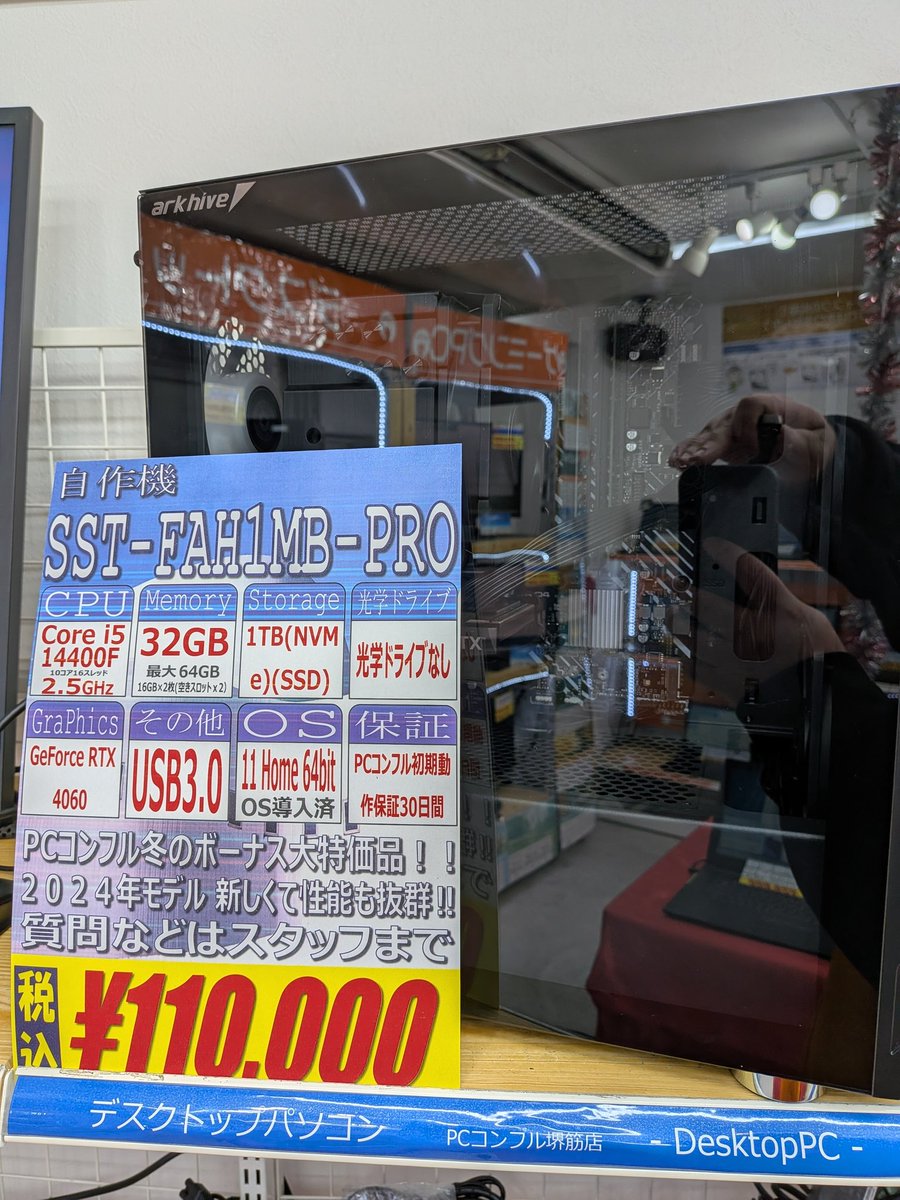 arkhive
自作機
SST-FAH1MB-PRO
CPU
Core i5
14400F
10コア16スレッド
2.5GHz
Memory
32GB
最大 64GB
16GB×2枚(空きスロット×2)
Storage
1TB(NVM
e)(SSD)
光学ドライブ
光学ドライブなし
GraPhics
GeForce RTX
4060
その他
USB3.0
OS
11 Home 64bit
OS導入済
保証
PCコンフル初期動
作保証30日間
PCコンフル冬のボーナス大特価品！！
2024年モデル 新しくて性能も抜群!!
質問などはスタッフまで
税込
¥110.000
デスクトップパソコン
PCコンフル堺筋店
- DesktopPC -